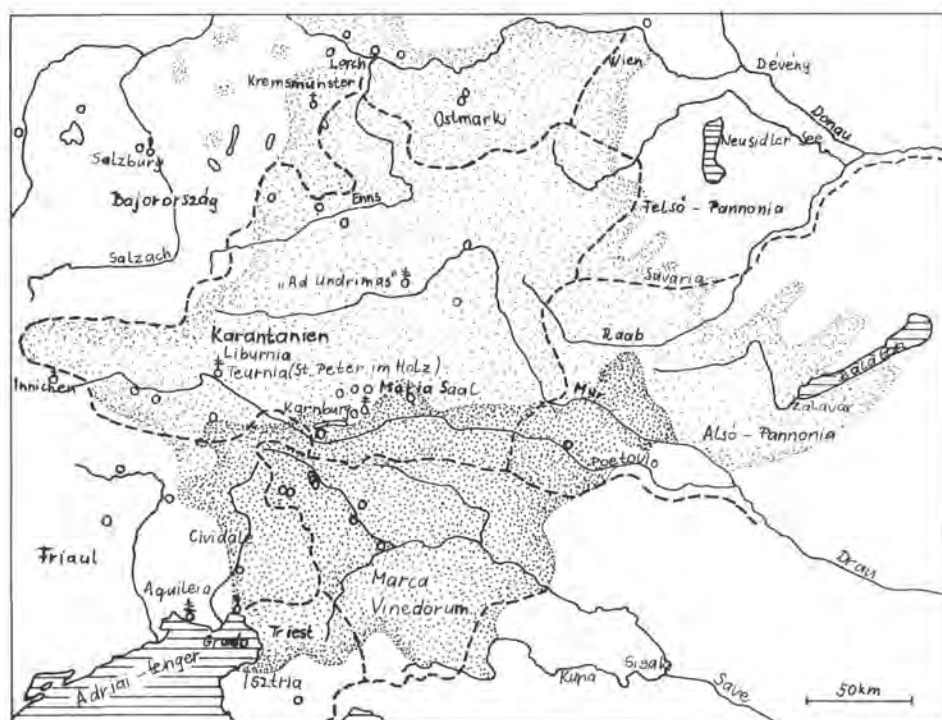 Lorch
Wien
Dévény
Kremsmünster
Ostmark
Donau
Neusidler See
Salzburg
Bajorország
Enns
Felső - Pannonia
Salzach
Savaria
„Ad Undrimas"
Karantanien
Raab
Liburnia
Teurnia (St. Peter im Holz)
Innichen
Maria Saal
Mur
Zalavár
Karnburg
Alsó - Pannonia
Poetovio
Cividale
Friaul
Marca
Vinedorum
Drau
Aquileia
Grado
Triest
Adriai - tenger
Isztria
Kupa
Sisak
Save
50km